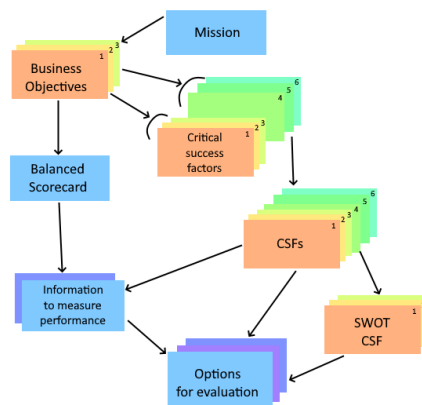 Mission
3
2
1
Business
Objectives
6
5
4
3
2
1
Critical
success
factors
Balanced
Scorecard
6
5
4
3
2
1
CSFs
Information
to measure
performance
1
SWOT
CSF
Options
for evaluation